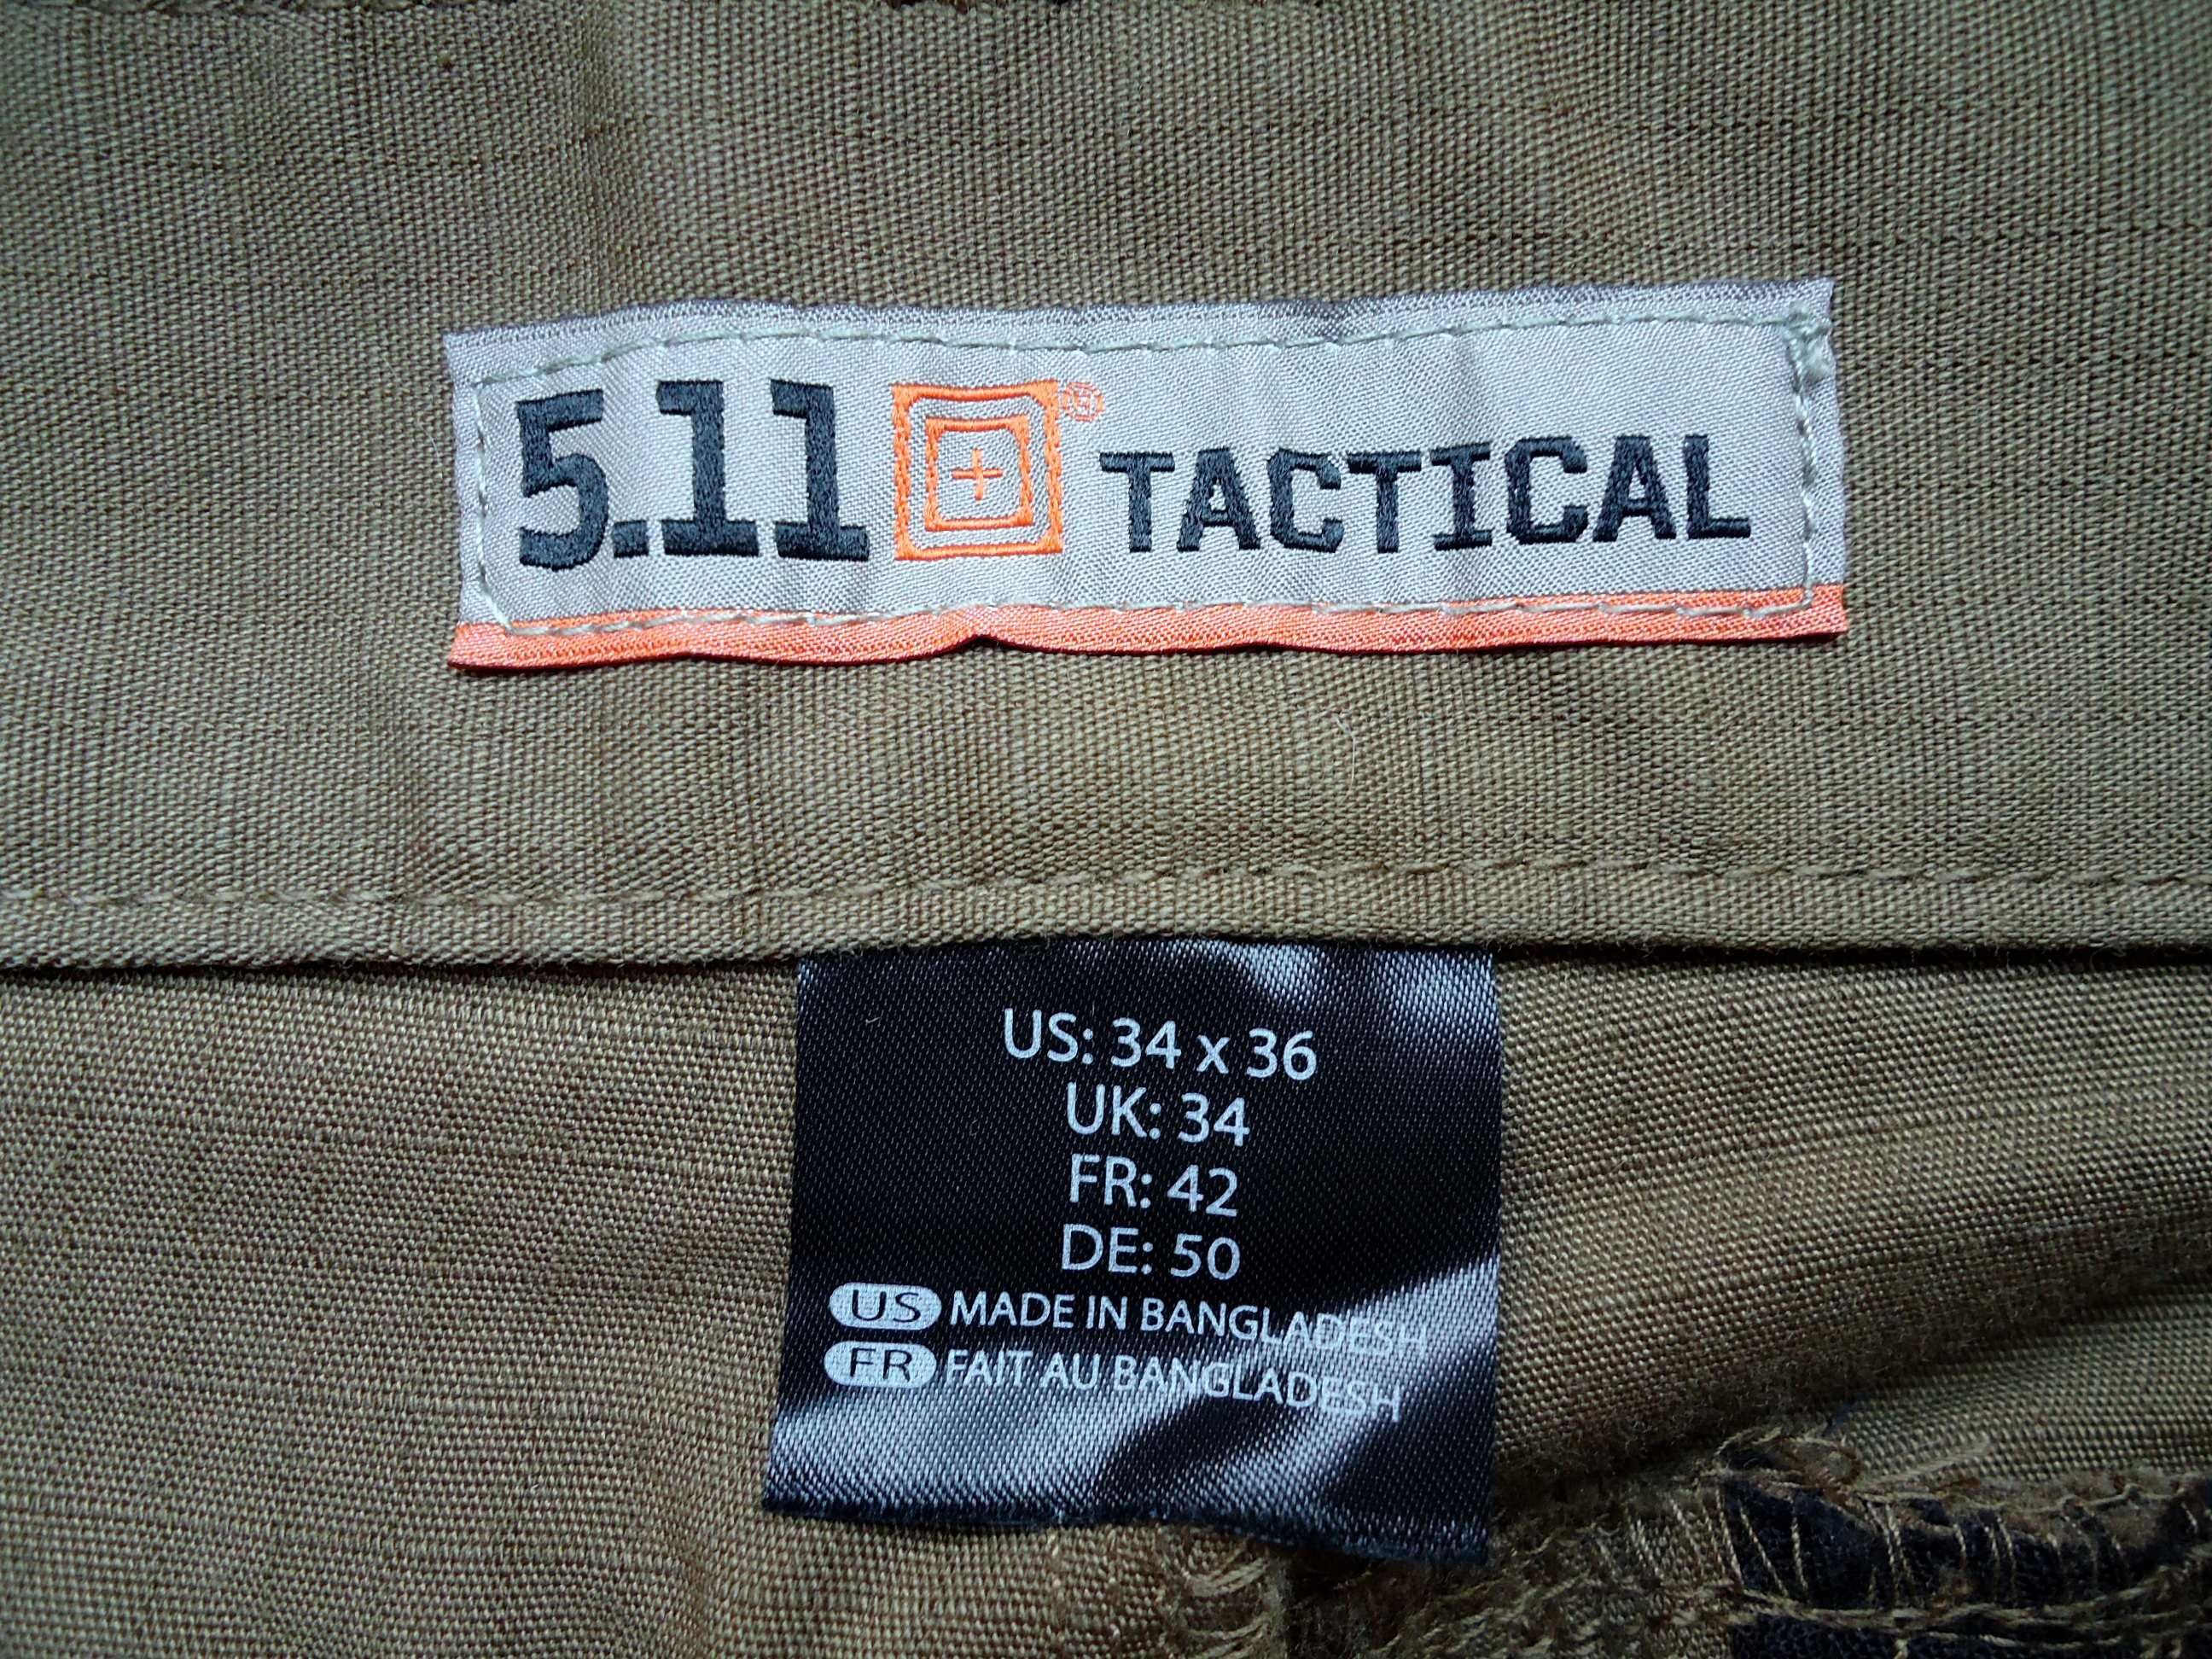 5.11 ® TACTICAL
US: 34 x 36
UK: 34
FR: 42
DE: 50
US MADE IN BANGLADESH
FR FAIT AU BANGLADESH